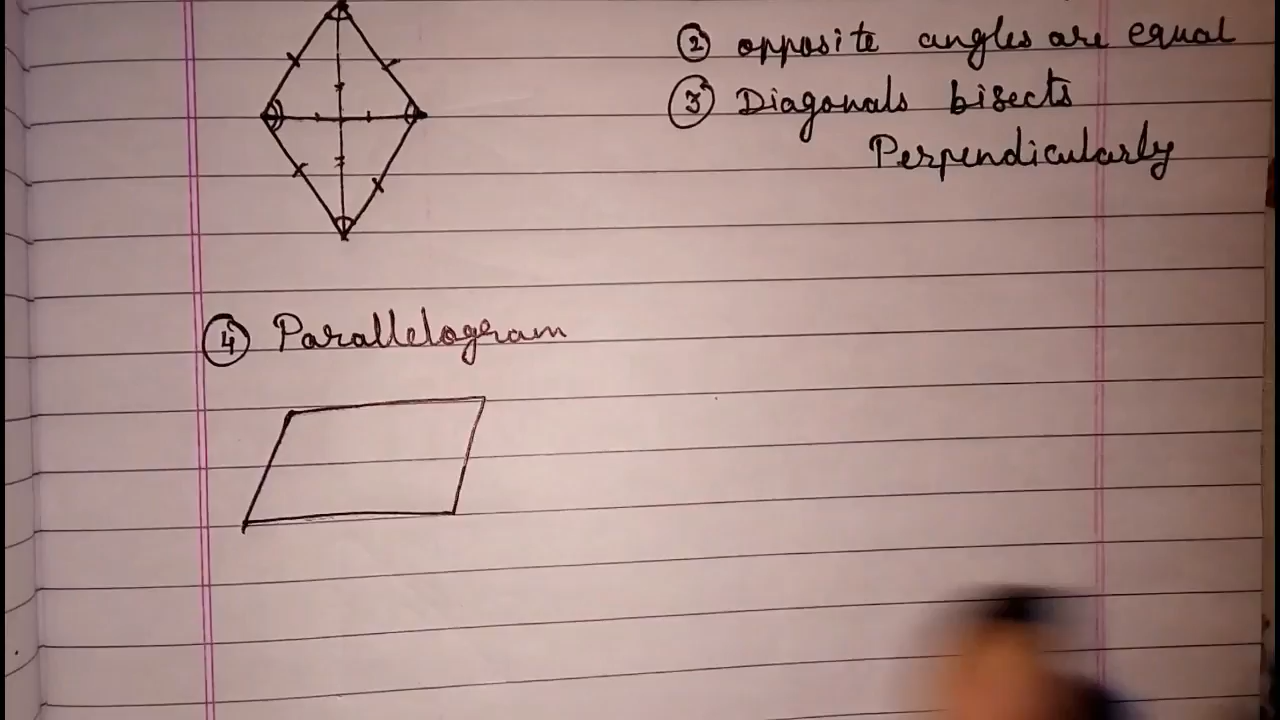 ② opposite angles are equal
③ Diagonals bisects
Perpendicularly
④ Parallelogram